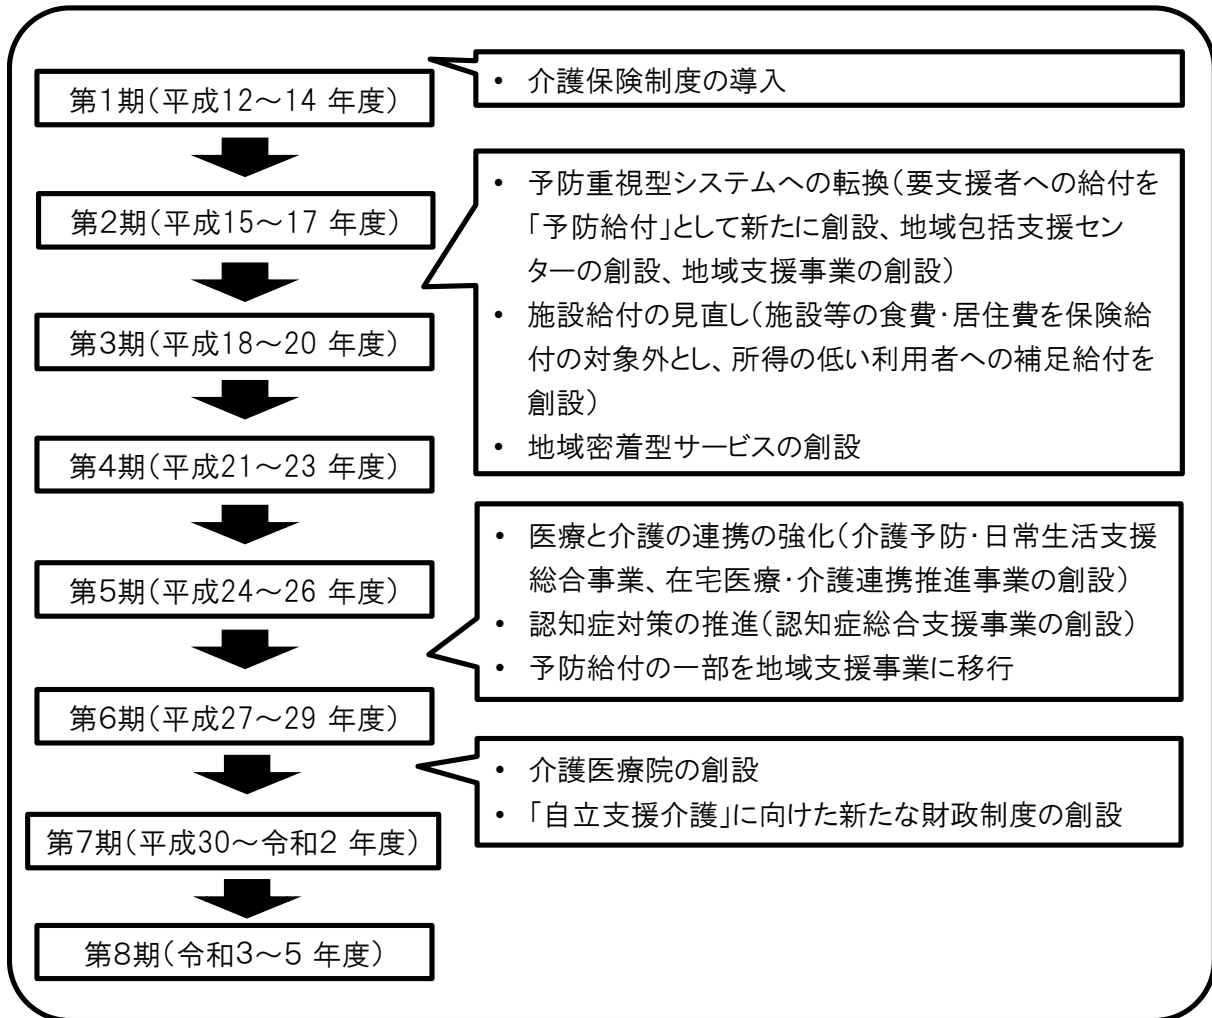 第1期(平成12～14 年度)
• 介護保険制度の導入
第2期(平成15～17 年度)
• 予防重視型システムへの転換(要支援者への給付を
「予防給付」として新たに創設、地域包括支援セン
ターの創設、地域支援事業の創設)
• 施設給付の見直し(施設等の食費・居住費を保険給
付の対象外とし、所得の低い利用者への補足給付を
創設)
• 地域密着型サービスの創設
第3期(平成18～20 年度)
第4期(平成21～23 年度)
第5期(平成24～26 年度)
• 医療と介護の連携の強化(介護予防・日常生活支援
総合事業、在宅医療・介護連携推進事業の創設)
• 認知症対策の推進(認知症総合支援事業の創設)
• 予防給付の一部を地域支援事業に移行
第6期(平成27～29 年度)
• 介護医療院の創設
• 「自立支援介護」に向けた新たな財政制度の創設
第7期(平成30～令和2 年度)
第8期(令和3～5 年度)